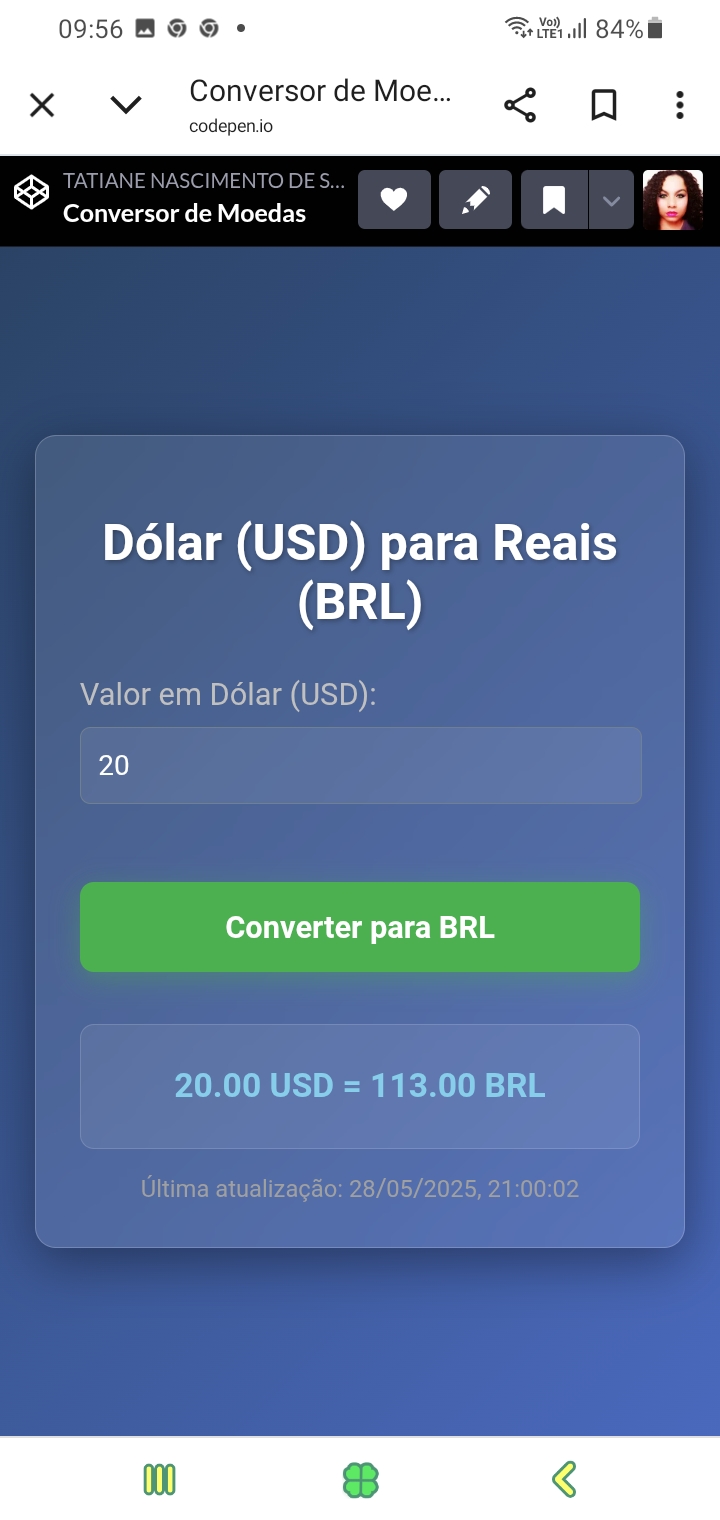 09:56
Vo)) LTE1 84%
Conversor de Moe...
codepen.io
TATIANE NASCIMENTO DE S...
Conversor de Moedas
Dólar (USD) para Reais
(BRL)
Valor em Dólar (USD):
20
Converter para BRL
20.00 USD = 113.00 BRL
Última atualização: 28/05/2025, 21:00:02